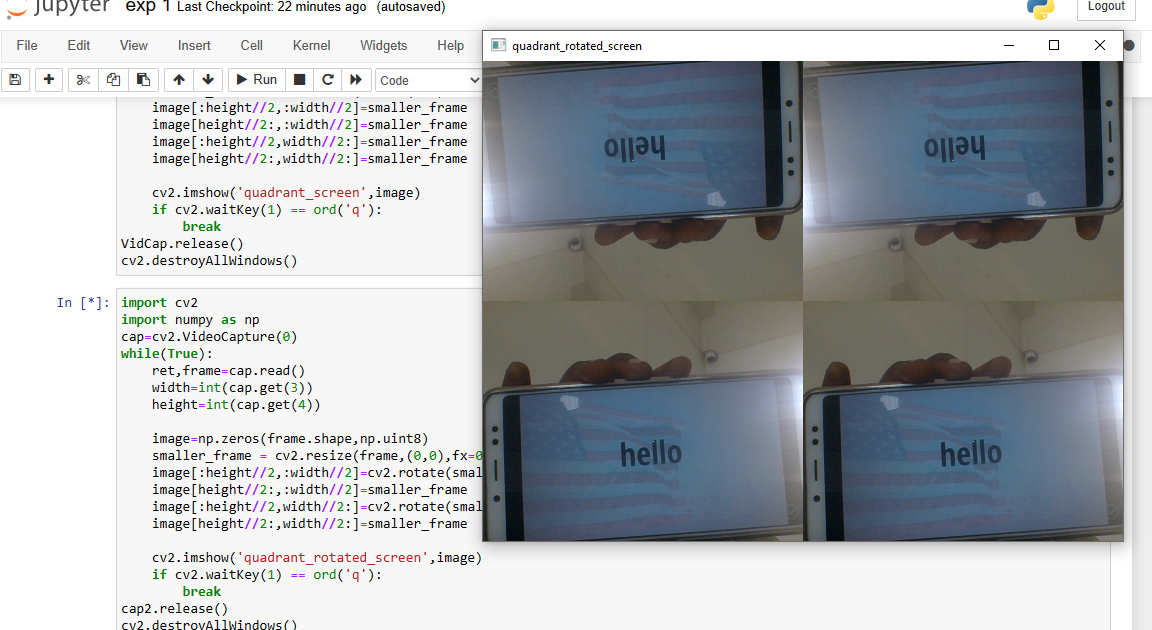 jupyter exp 1 Last Checkpoint: 22 minutes ago (autosaved)
Logout
File Edit View Insert Cell Kernel Widgets Help
Run Code
image[:height//2,:width//2]=smaller_frame
image[height//2:,:width//2]=smaller_frame
image[:height//2,width//2:]=smaller_frame
image[height//2:,width//2:]=smaller_frame
cv2.imshow('quadrant_screen',image)
if cv2.waitKey(1) == ord('q'):
break
VidCap.release()
cv2.destroyAllWindows()
In [*]:
import cv2
import numpy as np
cap=cv2.VideoCapture(0)
while(True):
ret,frame=cap.read()
width=int(cap.get(3))
height=int(cap.get(4))
image=np.zeros(frame.shape,np.uint8)
smaller_frame = cv2.resize(frame,(0,0),fx=0
image[:height//2,:width//2]=cv2.rotate(smal
image[height//2:,:width//2]=smaller_frame
image[:height//2,width//2:]=cv2.rotate(smal
image[height//2:,width//2:]=smaller_frame
cv2.imshow('quadrant_rotated_screen',image)
if cv2.waitKey(1) == ord('q'):
break
cap2.release()
cv2.destroyAllWindows()
quadrant_rotated_screen
hello
hello
hello
hello